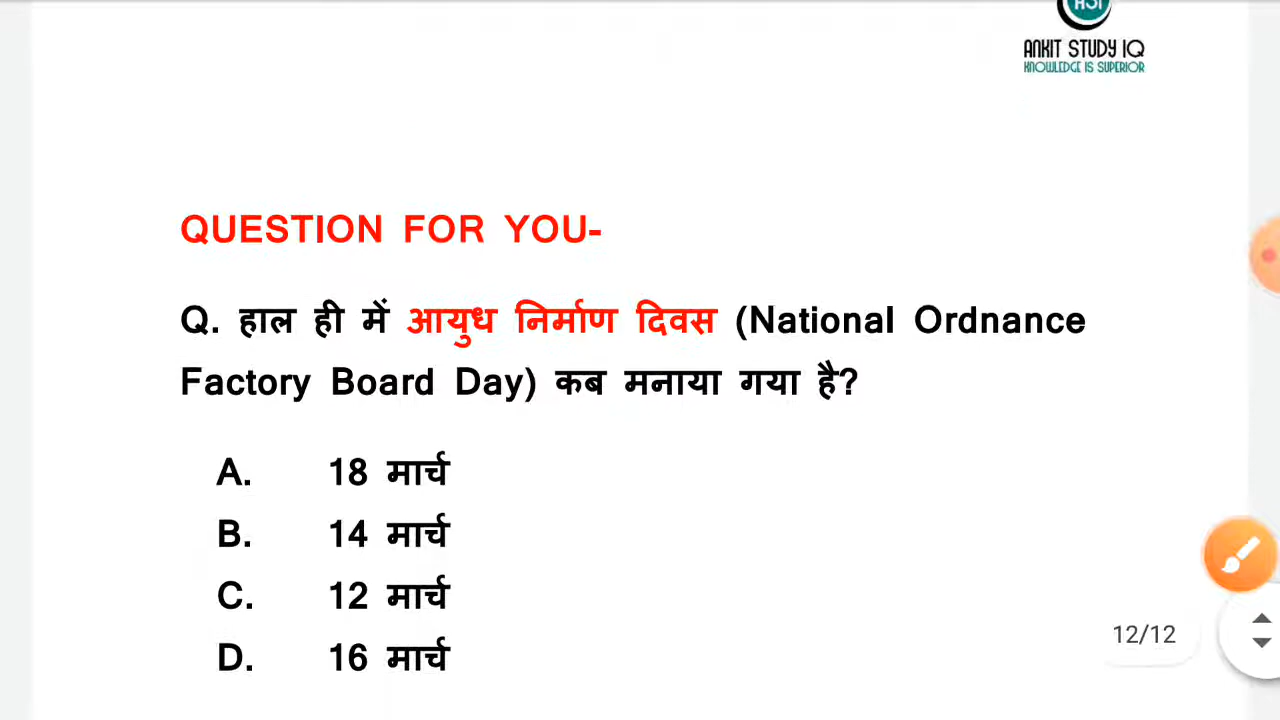 ASI
ANKIT STUDY IQ
KNOWLEDGE IS SUPERIOR
QUESTION FOR YOU-
Q. हाल ही में आयुध निर्माण दिवस (National Ordnance
Factory Board Day) कब मनाया गया है?
A. 18 मार्च
B. 14 मार्च
C. 12 मार्च
D. 16 मार्च
12/12